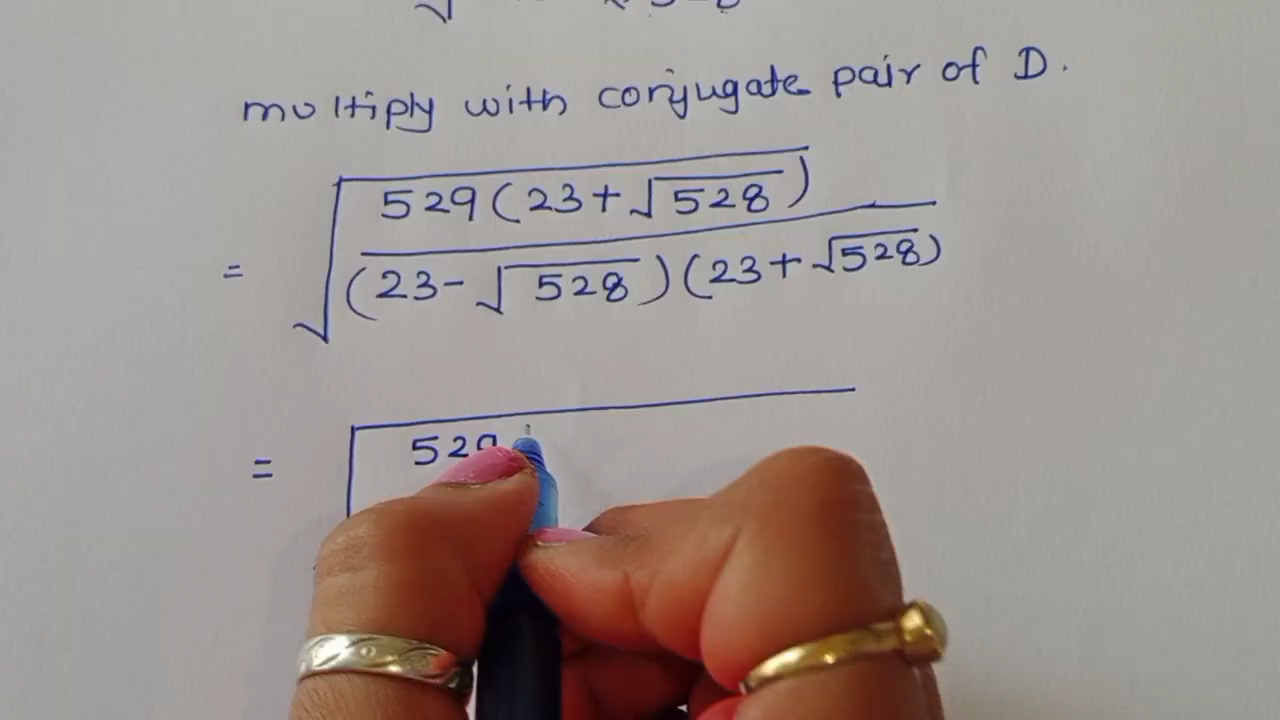 multiply with conjugate pair of D.
529(23+√528)
= √
(23-√528)(23+√528)
= √529